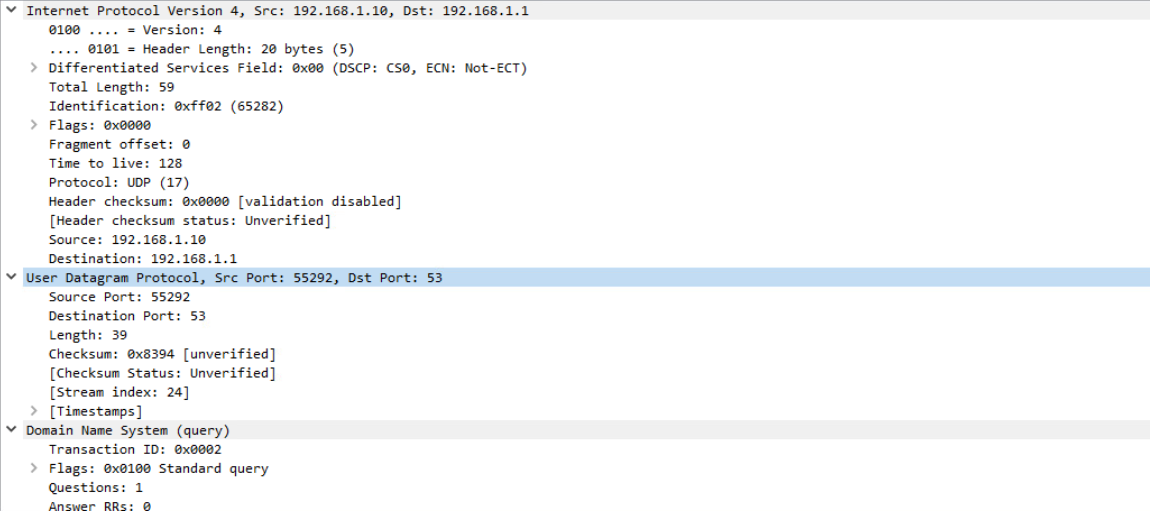 Internet Protocol Version 4, Src: 192.168.1.10, Dst: 192.168.1.1
0100 .... = Version: 4
.... 0101 = Header Length: 20 bytes (5)
Differentiated Services Field: 0x00 (DSCP: CS0, ECN: Not-ECT)
Total Length: 59
Identification: 0xff02 (65282)
Flags: 0x0000
Fragment offset: 0
Time to live: 128
Protocol: UDP (17)
Header checksum: 0x0000 [validation disabled]
[Header checksum status: Unverified]
Source: 192.168.1.10
Destination: 192.168.1.1
User Datagram Protocol, Src Port: 55292, Dst Port: 53
Source Port: 55292
Destination Port: 53
Length: 39
Checksum: 0x8394 [unverified]
[Checksum Status: Unverified]
[Stream index: 24]
[Timestamps]
Domain Name System (query)
Transaction ID: 0x0002
Flags: 0x0100 Standard query
Questions: 1
Answer RRs: 0